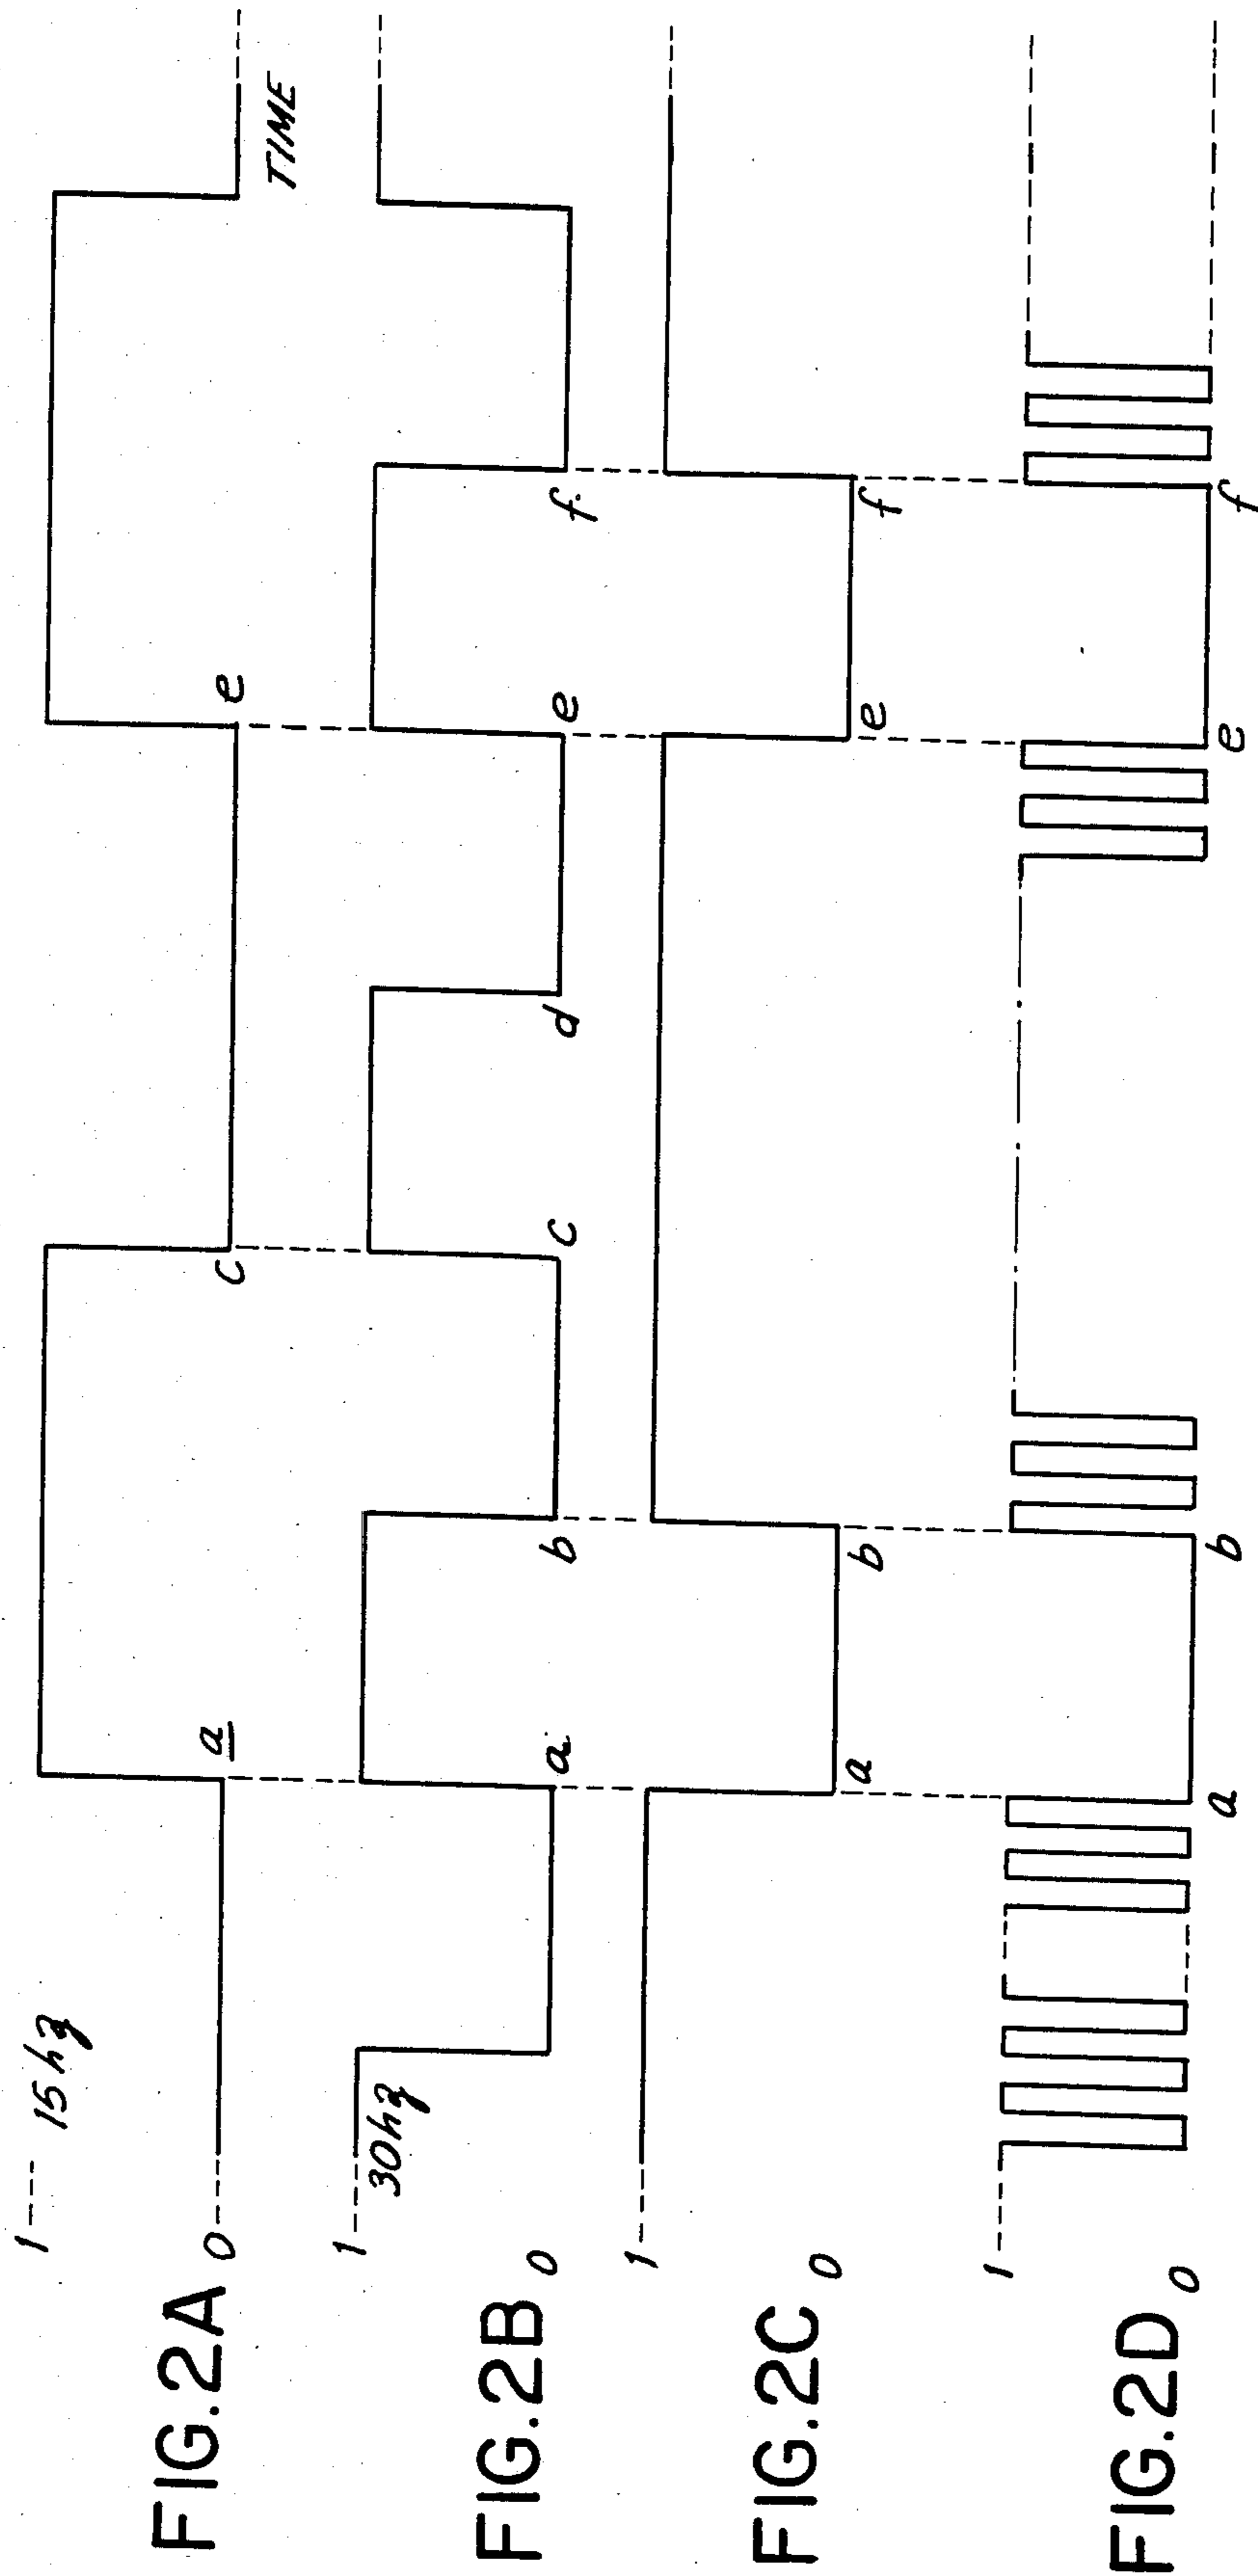 1 15hz
FIG. 2A 0 a c e
TIME
1 30hz
FIG. 2B 0 a b c d e f
1
FIG. 2C 0 a b e f
1
FIG. 2D 0 a b e f